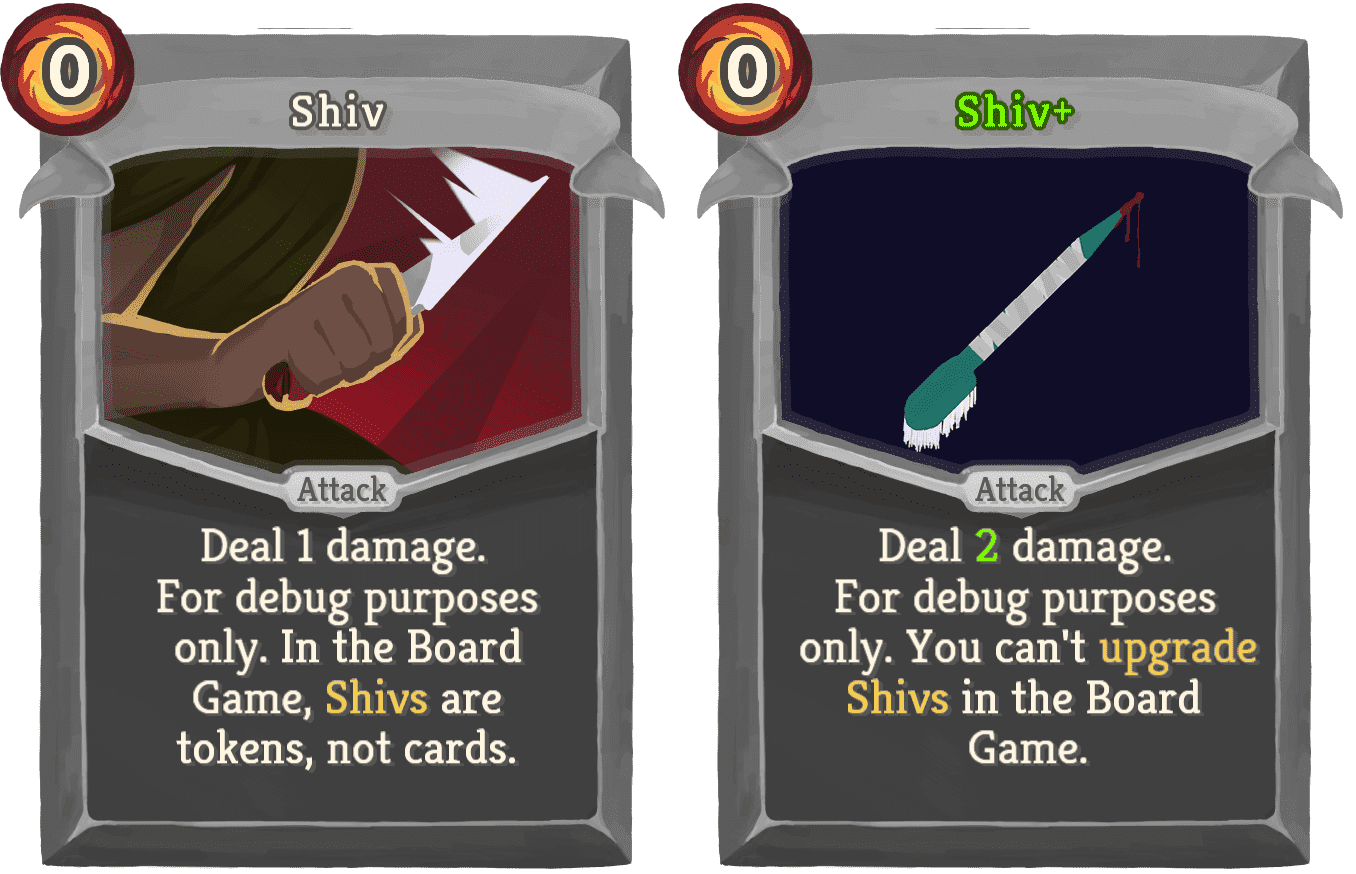 0
Shiv
Attack
Deal 1 damage.
For debug purposes
only. In the Board
Game, Shivs are
tokens, not cards.
0
Shiv+
Attack
Deal 2 damage.
For debug purposes
only. You can't upgrade
Shivs in the Board
Game.